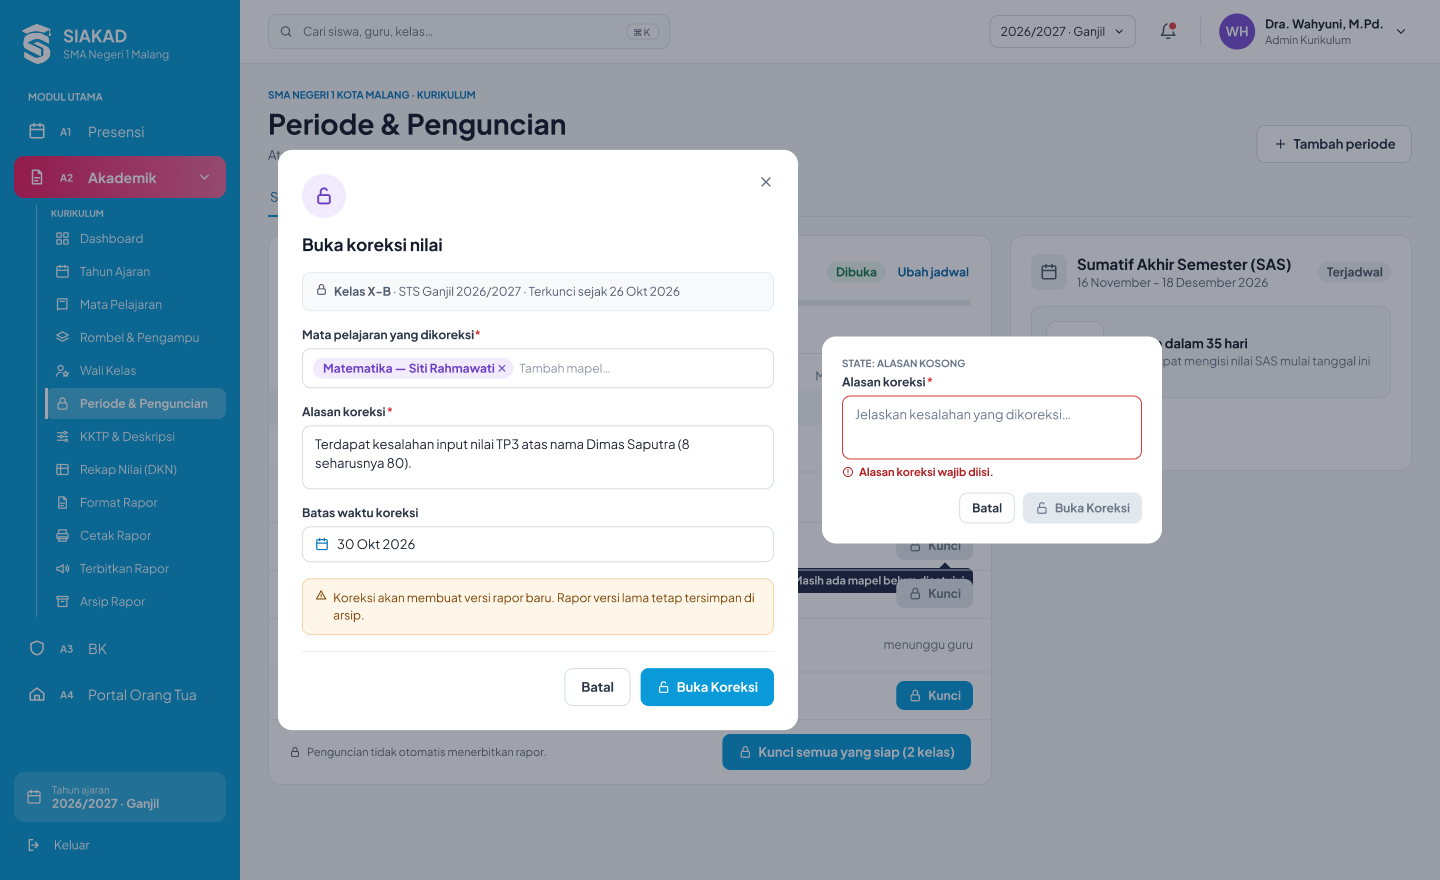 SIAKAD
SMA Negeri 1 Malang
MODUL UTAMA
A1 Presensi
A2 Akademik
KURIKULUM
Dashboard
Tahun Ajaran
Mata Pelajaran
Rombel & Pengampu
Wali Kelas
Periode & Penguncian
KKTP & Deskripsi
Rekap Nilai (DKN)
Format Rapor
Cetak Rapor
Terbitkan Rapor
Arsip Rapor
A3 BK
A4 Portal Orang Tua
Tahun ajaran
2026/2027 · Ganjil
Keluar
Cari siswa, guru, kelas... ⌘K
2026/2027 · Ganjil
WH
Dra. Wahyuni, M.Pd.
Admin Kurikulum
SMA NEGERI 1 KOTA MALANG · KURIKULUM
Periode & Penguncian
Tambah periode
Buka koreksi nilai
Kelas X-B · STS Ganjil 2026/2027 · Terkunci sejak 26 Okt 2026
Mata pelajaran yang dikoreksi*
Matematika — Siti Rahmawati × Tambah mapel...
Alasan koreksi*
Terdapat kesalahan input nilai TP3 atas nama Dimas Saputra (8
seharusnya 80).
Batas waktu koreksi
30 Okt 2026
Koreksi akan membuat versi rapor baru. Rapor versi lama tetap tersimpan di
arsip.
Batal
Buka Koreksi
Dibuka
Ubah jadwal
Sumatif Akhir Semester (SAS)
16 November – 18 Desember 2026
Terjadwal
dalam 35 hari
mengisi nilai SAS mulai tanggal ini
STATE: ALASAN KOSONG
Alasan koreksi*
Jelaskan kesalahan yang dikoreksi...
Alasan koreksi wajib diisi.
Batal
Buka Koreksi
Kunci
Masih ada mapel
Kunci
menunggu guru
Kunci
Penguncian tidak otomatis menerbitkan rapor.
Kunci semua yang siap (2 kelas)